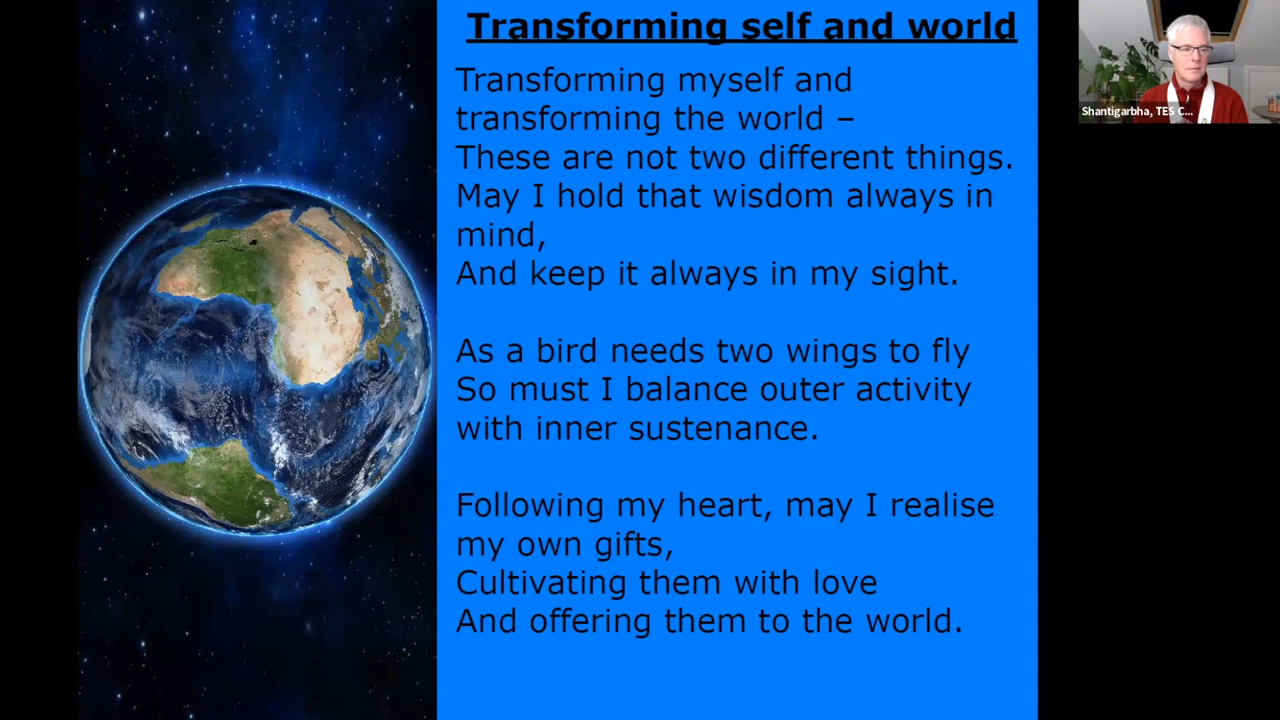 Transforming self and world
Transforming myself and
transforming the world –
These are not two different things.
May I hold that wisdom always in
mind,
And keep it always in my sight.
As a bird needs two wings to fly
So must I balance outer activity
with inner sustenance.
Following my heart, may I realise
my own gifts,
Cultivating them with love
And offering them to the world.
Shantigarbha, TES C...